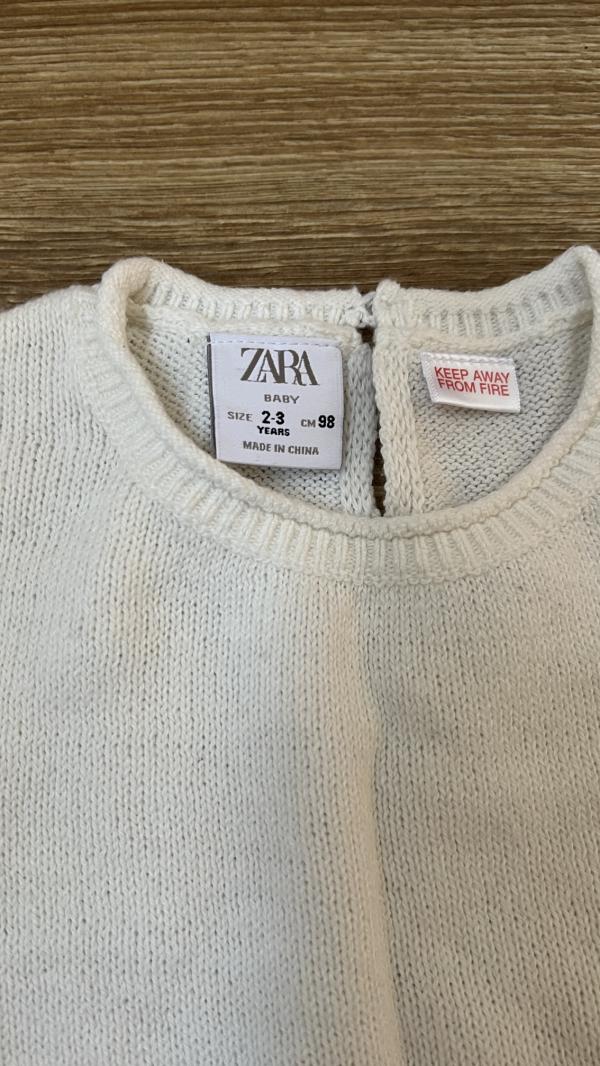 ZARA
BABY
SIZE 2-3 CM 98
YEARS
MADE IN CHINA
KEEP AWAY
FROM FIRE